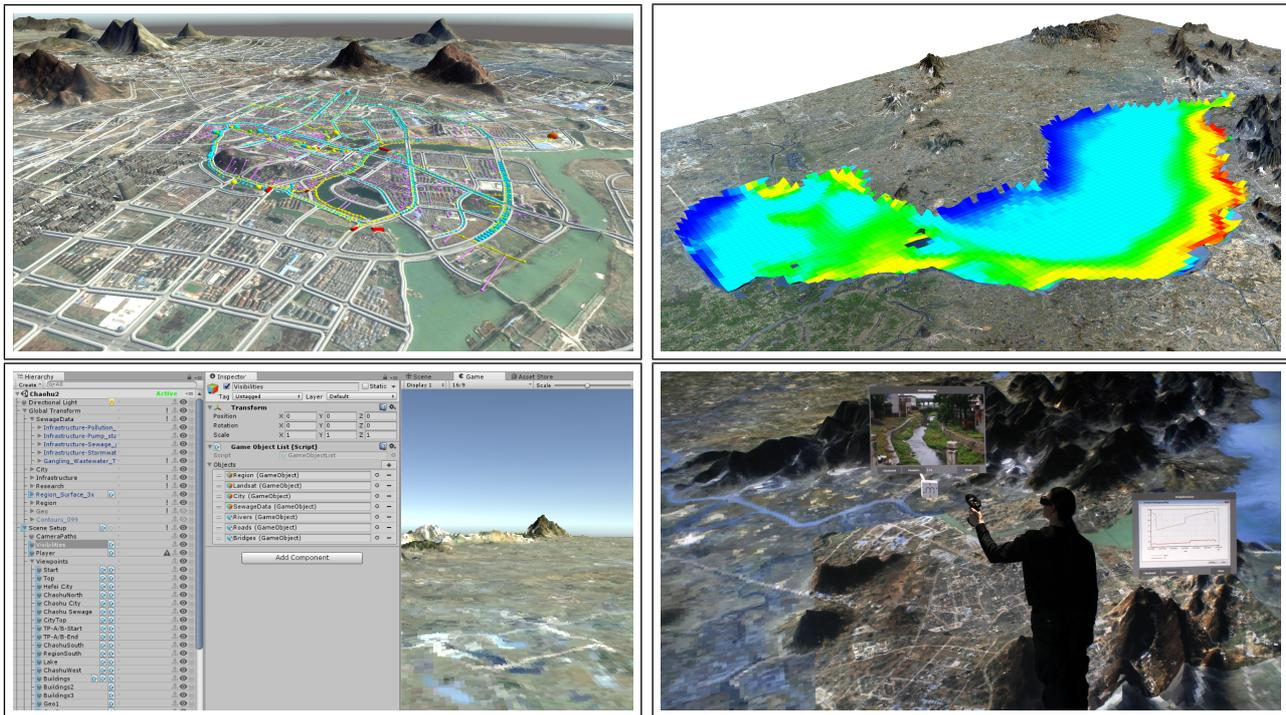 Hierarchy
Create
All
Chaohu2
Active
Directional Light
Global Transform
SewageData
Infrastructure-Pollution_
Infrastructure-Pump_sta
Infrastructure-Sewage_
Infrastructure-Stormwat
Gangling_Wastewater_T
City
Infrastructure
Research
Region_Surface_3x
Region
Geo
Contours_099
Scene Setup
CameraPaths
Visibilities
Player
Viewpoints
Start
Top
Hefei City
ChaohuNorth
Chaohu City
Chaohu Sewage
CityTop
TP-A/B-Start
TP-A/B-End
ChaohuSouth
RegionSouth
Lake
ChaohuWest
Buildings
Buildings2
Buildings3
Geo1
Inspector
Visibilities Static
Tag Untagged Layer Default
Transform
Position X 0 Y 0 Z 0
Rotation X 0 Y 0 Z 0
Scale X 1 Y 1 Z 1
Game Object List (Script)
Script GameObjectList
Objects
Region (GameObject)
Landsat (GameObject)
City (GameObject)
SewageData (GameObject)
Rivers (GameObject)
Roads (GameObject)
Bridges (GameObject)
Add Component
Scene Game Asset Store
Display 1 16:9 Scale